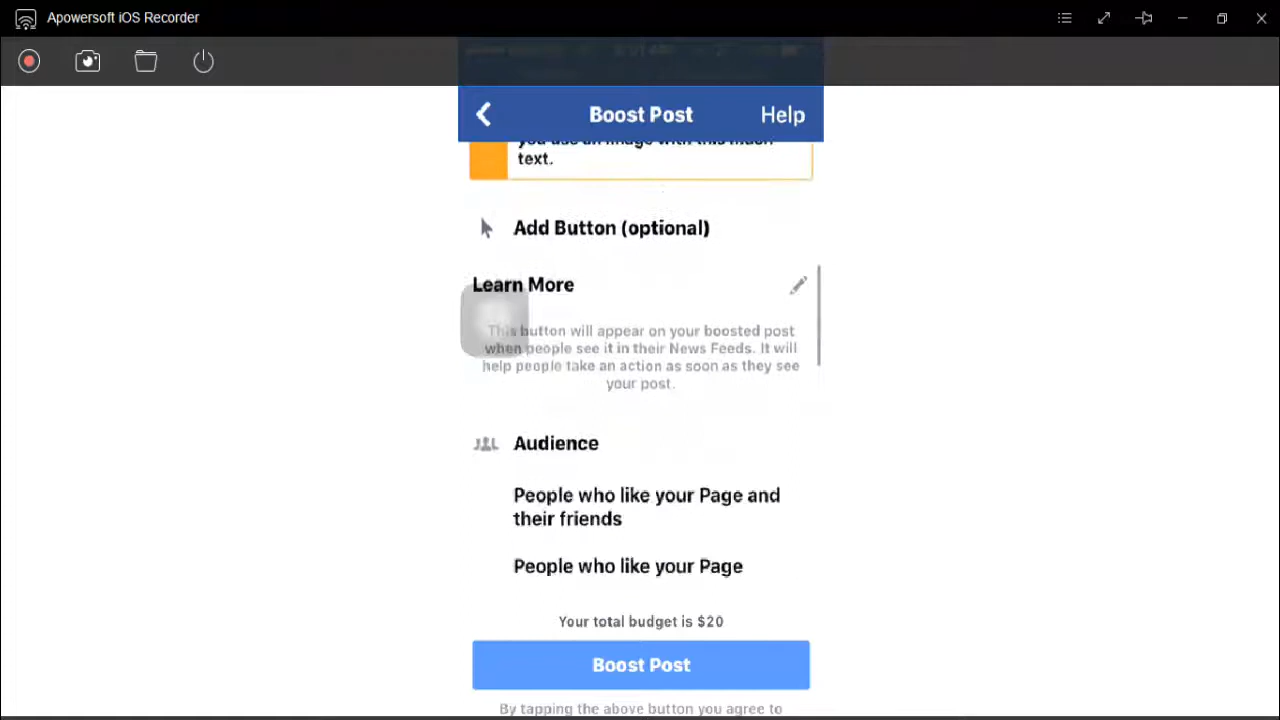 Apowersoft iOS Recorder
Boost Post
Help
text.
Add Button (optional)
Learn More
This button will appear on your boosted post
when people see it in their News Feeds. It will
help people take an action as soon as they see
your post.
Audience
People who like your Page and
their friends
People who like your Page
Your total budget is $20
Boost Post
By tapping the above button you agree to